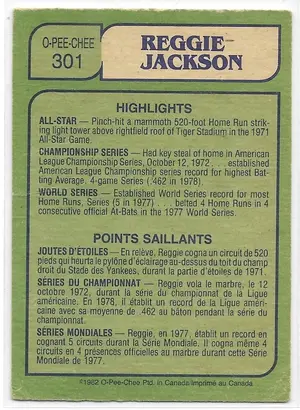 O-PEE-CHEE
301
REGGIE
JACKSON
HIGHLIGHTS
ALL-STAR — Pinch-hit a mammoth 520-foot Home Run strik-
ing light tower above rightfield roof of Tiger Stadium in the 1971
All-Star Game.
CHAMPIONSHIP SERIES — Had key steal of home in American
League Championship Series, October 12, 1972 . . . established
American League Championship Series record for highest Bat-
ting Average, 4-game Series (.462 in 1978).
WORLD SERIES — Established World Series record for most
Home Runs, Series (5 in 1977) . . . belted 4 Home Runs in 4
consecutive official At-Bats in the 1977 World Series.
POINTS SAILLANTS
JOUTES D'ETOILES — En relève, Reggie cogna un circuit de 520
pieds qui heurta le pylône d'éclairage au-dessus du toit du champ
droit du Stade des Yankees, durant la partie d'étoiles de 1971.
SÉRIES DU CHAMPIONNAT — Reggie vola le marbre, le 12
octobre 1972, durant la série du championnat de la Ligue
américaine. En 1978, il établit un record de la Ligue américaine
avec sa moyenne de .462 au bâton pendant la série du
championnat.
SÉRIES MONDIALES — Reggie, en 1977, établit un record en
cognant 5 circuits durant la Série Mondiale. Il cogna même 4
circuits en 4 présences officielles au marbre durant cette Série
Mondiale de 1977.
©1982 O-Pee-Chee Ptd. in Canada Imprimé au Canada